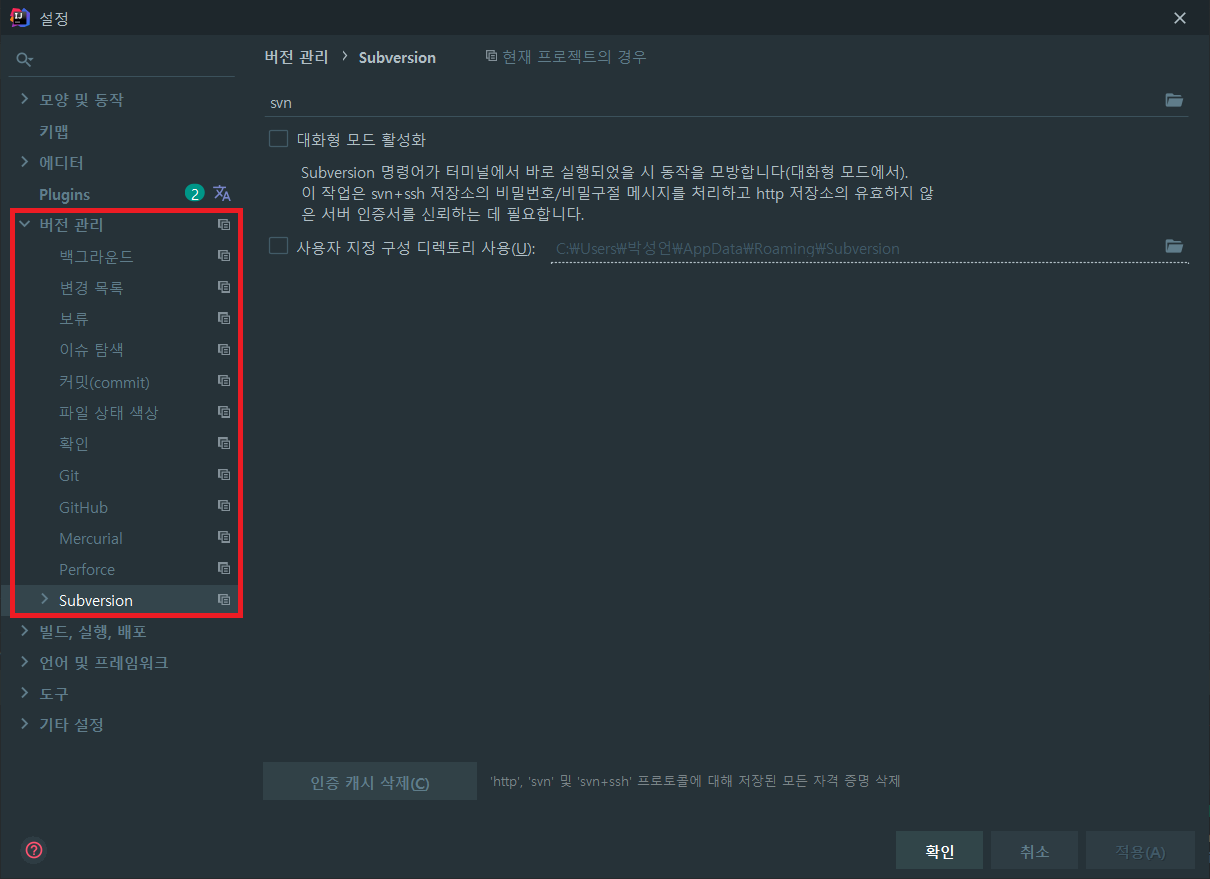 설정
버전 관리 › Subversion 현재 프로젝트의 경우
모양 및 동작
키맵
에디터
Plugins 2
버전 관리
백그라운드
변경 목록
보류
이슈 탐색
커밋(commit)
파일 상태 색상
확인
Git
GitHub
Mercurial
Perforce
Subversion
빌드, 실행, 배포
언어 및 프레임워크
도구
기타 설정
svn
대화형 모드 활성화
Subversion 명령어가 터미널에서 바로 실행되었을 시 동작을 모방합니다(대화형 모드에서).
이 작업은 svn+ssh 저장소의 비밀번호/비밀구절 메시지를 처리하고 http 저장소의 유효하지 않
은 서버 인증서를 신뢰하는 데 필요합니다.
사용자 지정 구성 디렉토리 사용(U): C:₩Users₩박성언₩AppData₩Roaming₩Subversion
인증 캐시 삭제(C) 'http', 'svn' 및 'svn+ssh' 프로토콜에 대해 저장된 모든 자격 증명 삭제
확인 취소 적용(A)